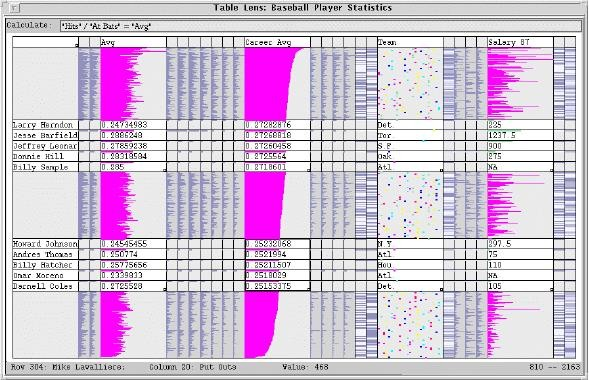 Table Lens: Baseball Player Statistics
Calculate: "Hits" / "At Bats" = "Avg"
Avg Career Avg Team Salary 87
Larry Herndon 0.24734983 0.27282876 Det. 225
Jesse Barfield 0.2886248 0.27268818 Tor 1237.5
Jeffrey Leonar 0.27859238 0.27260458 S F 900
Donnie Hill 0.28318584 0.2725564 Oak 275
Billy Sample 0.285 0.2718601 Atl NA
Howard Johnson 0.24545455 0.25232068 N Y 297.5
Andres Thomas 0.250774 0.2521994 Atl 75
Billy Hatcher 0.25775656 0.25211507 Hou 110
Omar Moreno 0.2339833 0.2518029 Atl NA
Darnell Coles 0.2725528 0.25153375 Det. 105
Row 304: Mike Lavalliere: Column 20: Put Outs Value: 468 810 -- 2163